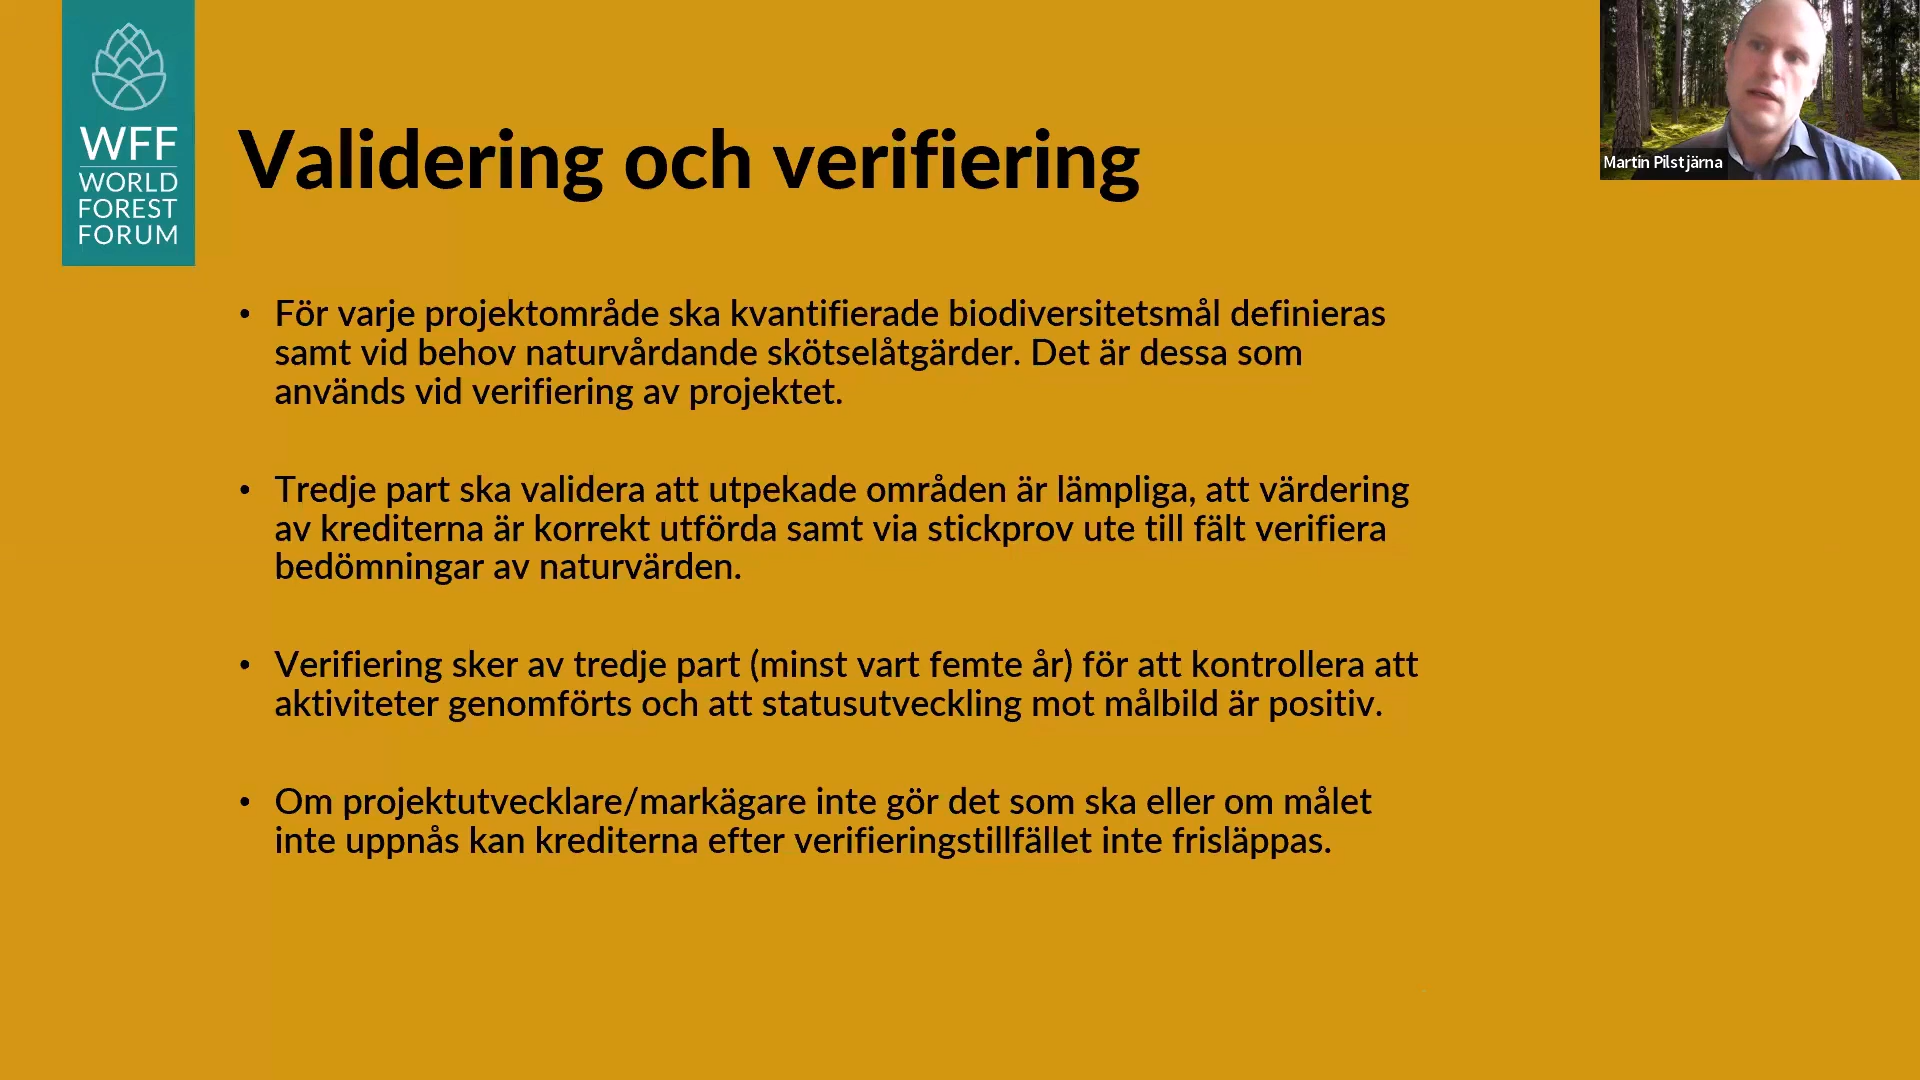 WFF
WORLD
FOREST
FORUM
Validering och verifiering
Martin Pilstjärna
• För varje projektområde ska kvantifierade biodiversitetsmål definieras
samt vid behov naturvårdande skötselåtgärder. Det är dessa som
används vid verifiering av projektet.
• Tredje part ska validera att utpekade områden är lämpliga, att värdering
av krediterna är korrekt utförda samt via stickprov ute till fält verifiera
bedömningar av naturvärden.
• Verifiering sker av tredje part (minst vart femte år) för att kontrollera att
aktiviteter genomförts och att statusutveckling mot målbild är positiv.
• Om projektutvecklare/markägare inte gör det som ska eller om målet
inte uppnås kan krediterna efter verifieringstillfället inte frisläppas.